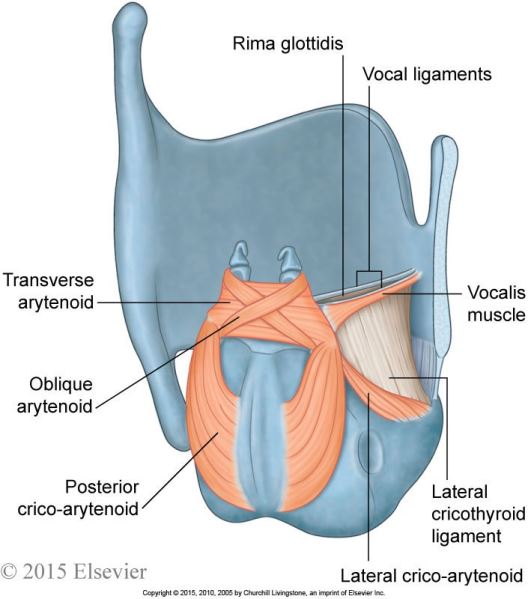 Rima glottidis
Vocal ligaments
Transverse
arytenoid
Vocalis
muscle
Oblique
arytenoid
Posterior
crico-arytenoid
Lateral
cricothyroid
ligament
Lateral crico-arytenoid
© 2015 Elsevier
Copyright © 2015, 2010, 2005 by Churchill Livingstone, an imprint of Elsevier Inc.